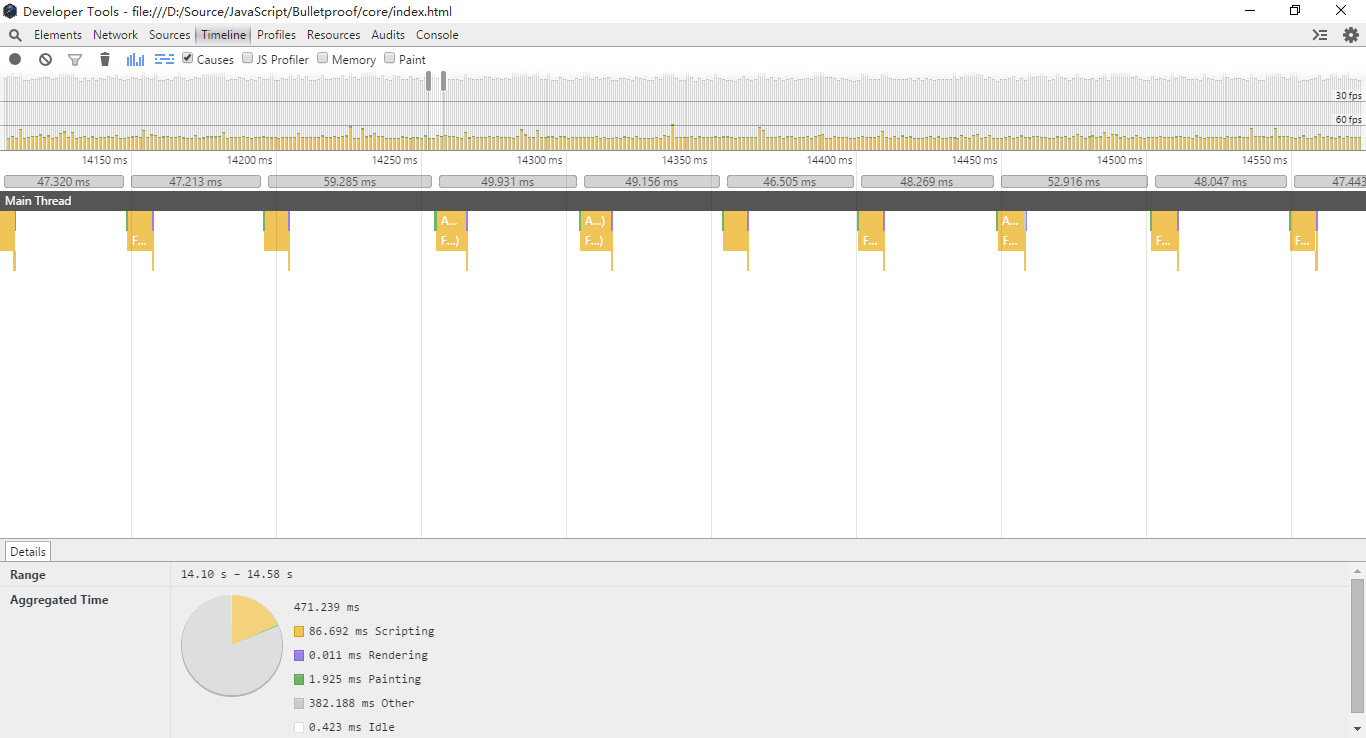 Developer Tools - file:///D:/Source/JavaScript/Bulletproof/core/index.html
Elements Network Sources Timeline Profiles Resources Audits Console
Causes JS Profiler Memory Paint
30 fps
60 fps
14150 ms 14200 ms 14250 ms 14300 ms 14350 ms 14400 ms 14450 ms 14500 ms 14550 ms
47.320 ms 47.213 ms 59.285 ms 49.931 ms 49.156 ms 46.505 ms 48.269 ms 52.916 ms 48.047 ms 47.443
Main Thread
A... A...) A...
F... F...) F...) F... F... F... F...
Details
Range 14.10 s – 14.58 s
Aggregated Time
471.239 ms
86.692 ms Scripting
0.011 ms Rendering
1.925 ms Painting
382.188 ms Other
0.423 ms Idle